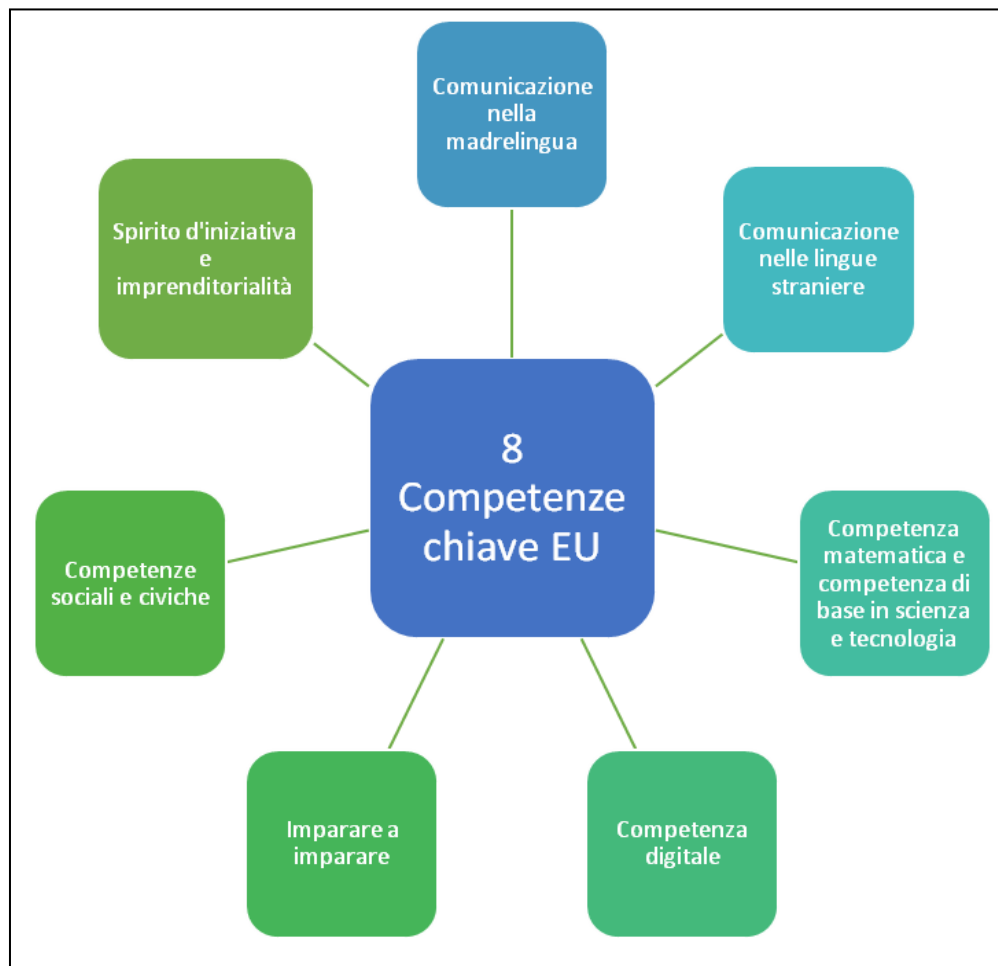 Comunicazione
nella
madrelingua
Spirito d'iniziativa
e
imprenditorialità
Comunicazione
nelle lingue
straniere
8
Competenze
chiave EU
Competenze
sociali e civiche
Competenza
matematica e
competenza di
base in scienza
e tecnologia
Imparare a
imparare
Competenza
digitale